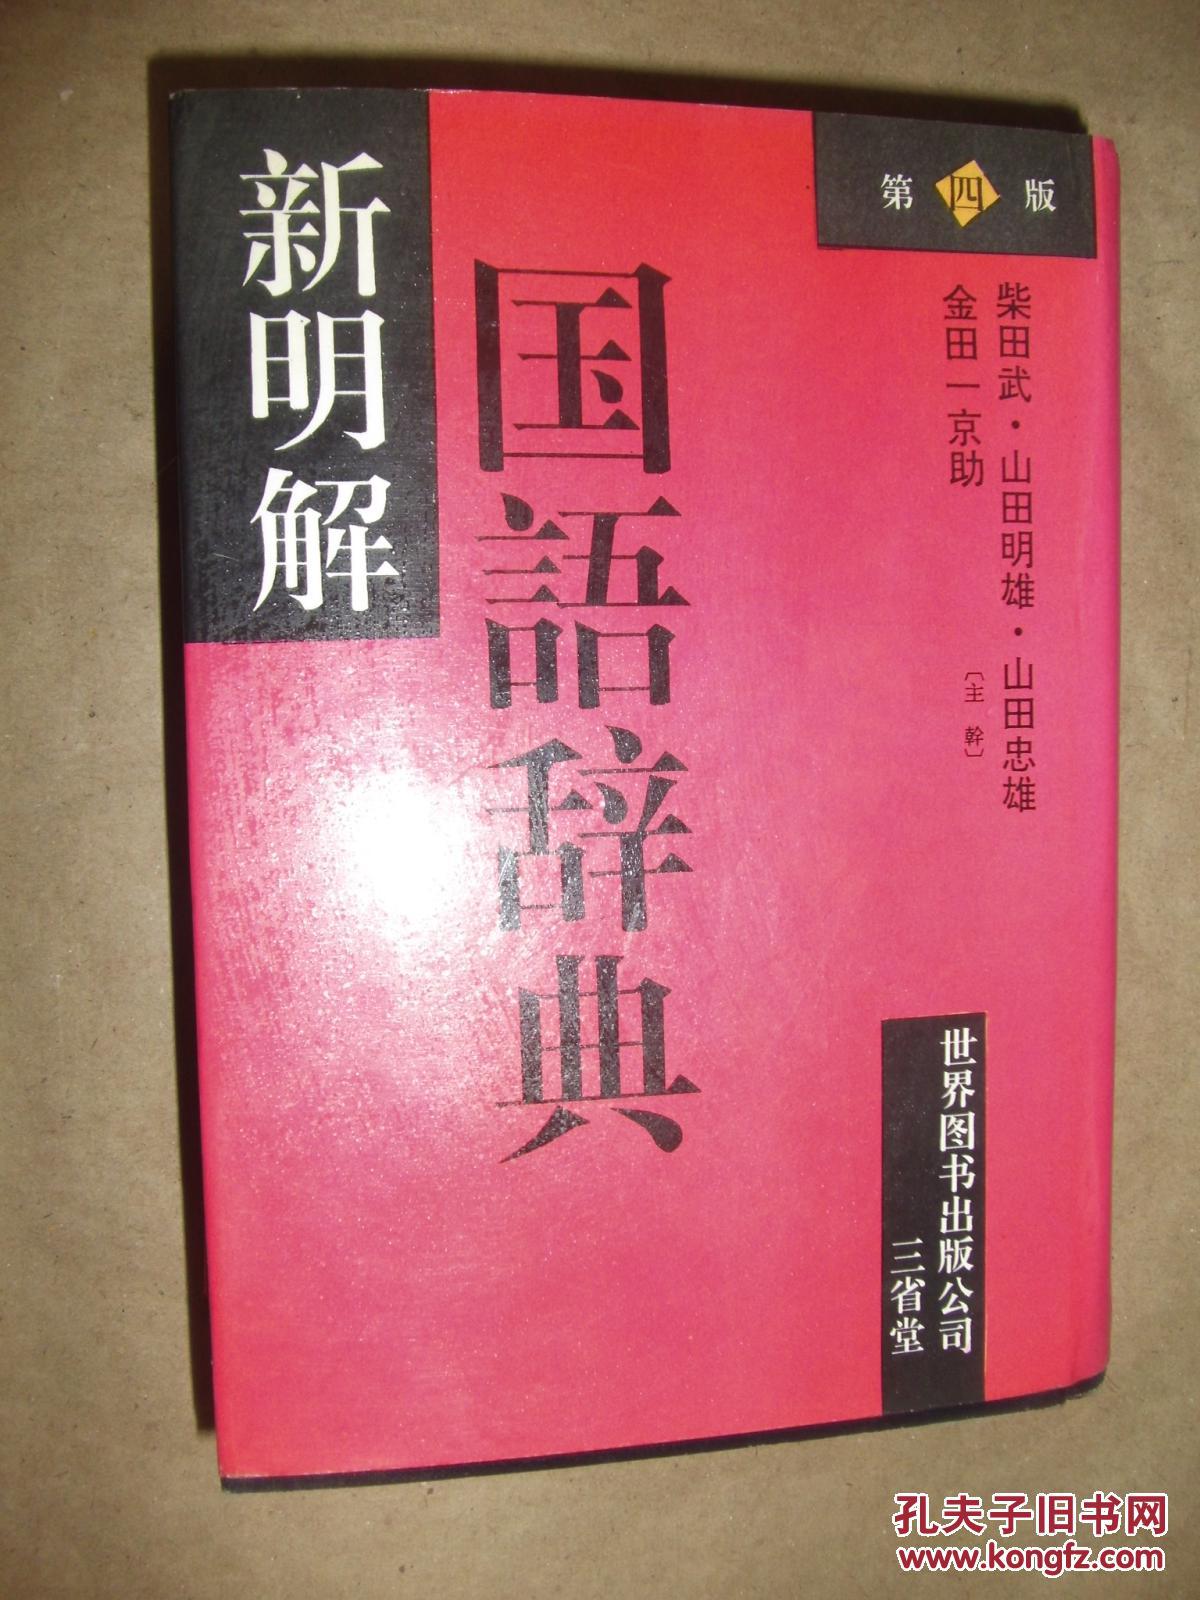 新明解
国語辞典
第四版
柴田武・山田明雄・山田忠雄
金田一京助
〔主幹〕
世界图书出版公司
三省堂
孔夫子旧书网
www.kongfz.com